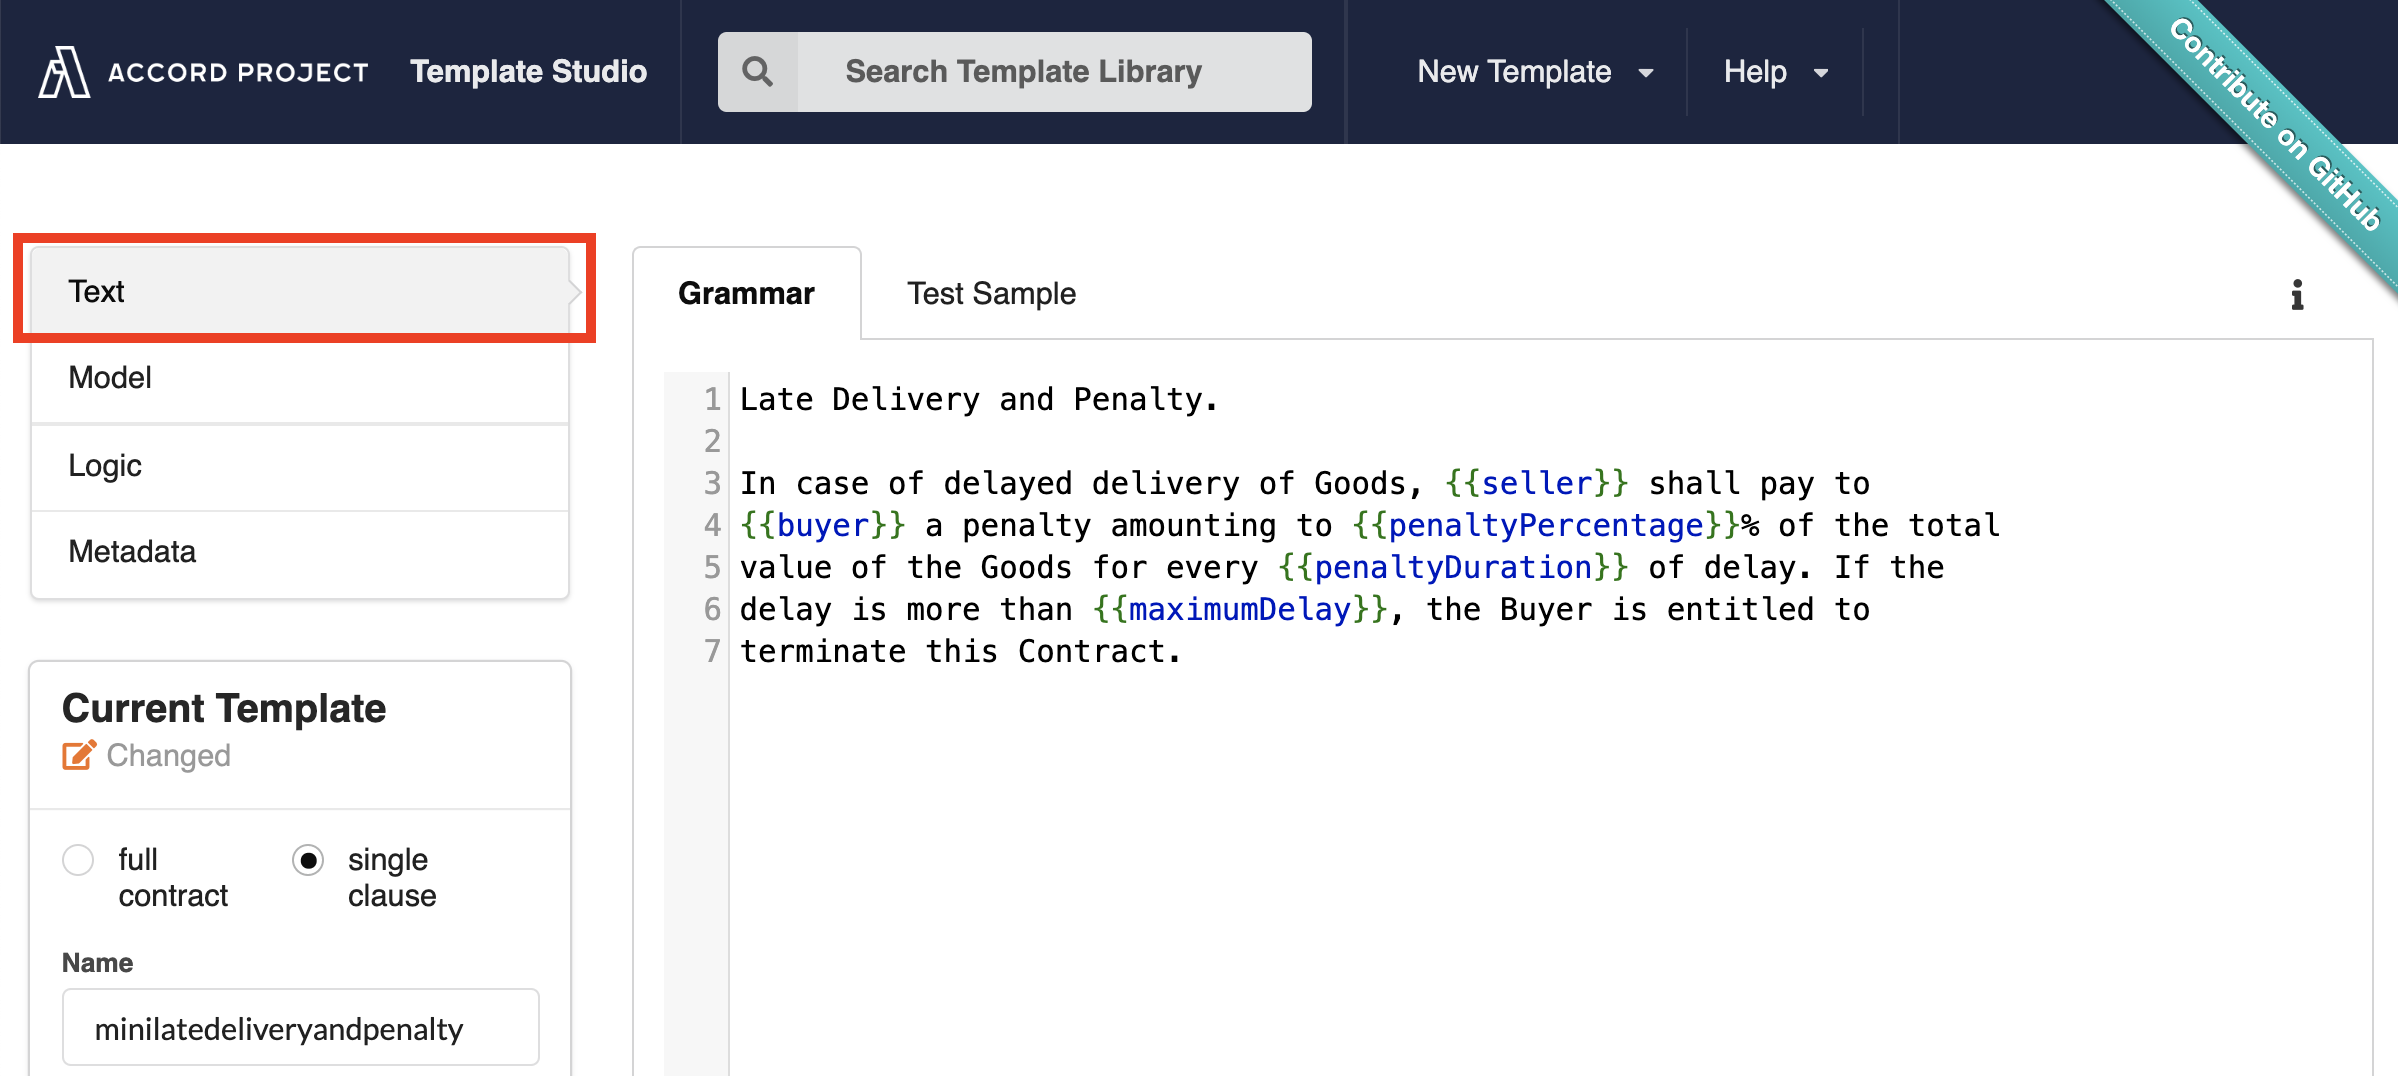 ACCORD PROJECT Template Studio
Search Template Library
New Template
Help
Contribute on GitHub
Text
Model
Logic
Metadata
Grammar
Test Sample
1 Late Delivery and Penalty.
2
3 In case of delayed delivery of Goods, {{seller}} shall pay to
4 {{buyer}} a penalty amounting to {{penaltyPercentage}}% of the total
5 value of the Goods for every {{penaltyDuration}} of delay. If the
6 delay is more than {{maximumDelay}}, the Buyer is entitled to
7 terminate this Contract.
Current Template
Changed
full
contract
single
clause
Name
minilatedeliveryandpenalty